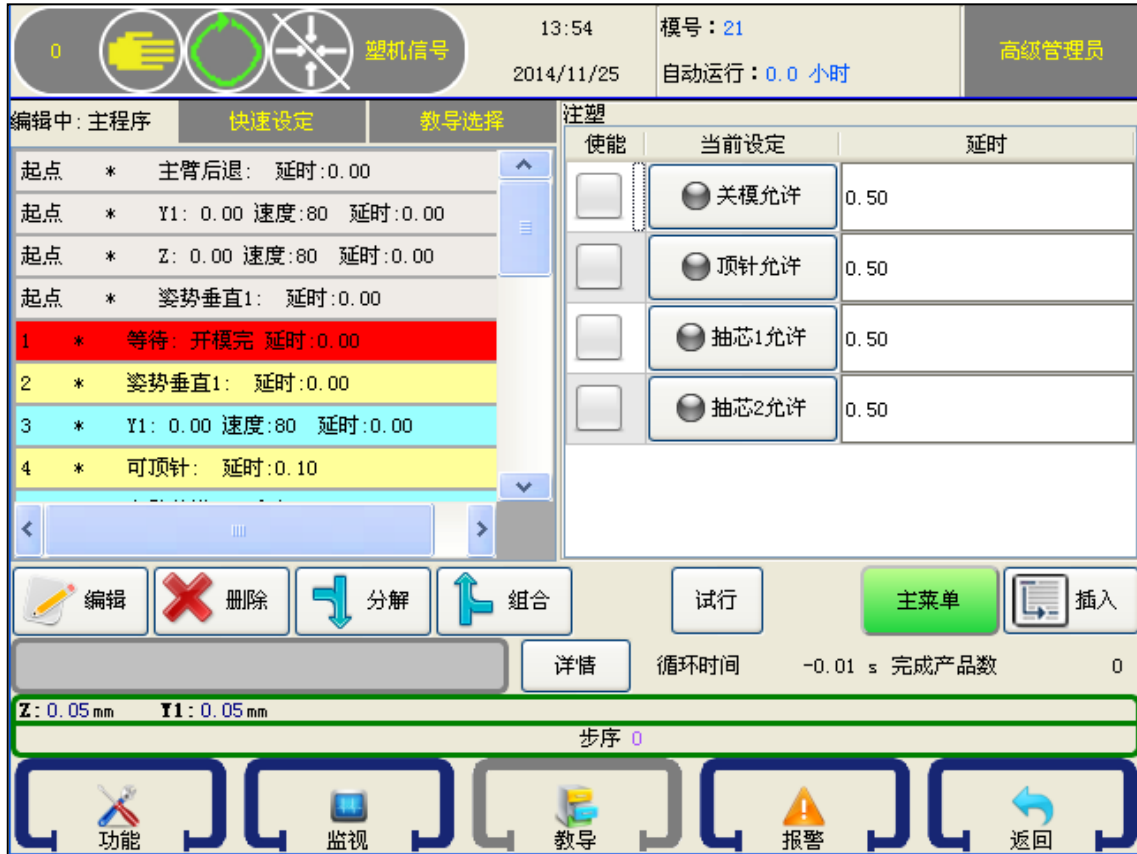 0 塑机信号
13:54
2014/11/25
模号：21
自动运行：0.0 小时
高级管理员
编辑中: 主程序 快速设定 教导选择
起点 * 主臂后退: 延时:0.00
起点 * Y1: 0.00 速度:80 延时:0.00
起点 * Z: 0.00 速度:80 延时:0.00
起点 * 姿势垂直1: 延时:0.00
1 * 等待: 开模完 延时:0.00
2 * 姿势垂直1: 延时:0.00
3 * Y1: 0.00 速度:80 延时:0.00
4 * 可顶针: 延时:0.10
注塑
使能 当前设定 延时
关模允许 0.50
顶针允许 0.50
抽芯1允许 0.50
抽芯2允许 0.50
编辑 删除 分解 组合 试行 主菜单 插入
详情 循环时间 -0.01 s 完成产品数 0
Z:0.05mm Y1:0.05mm
步序 0
功能 监视 教导 报警 返回